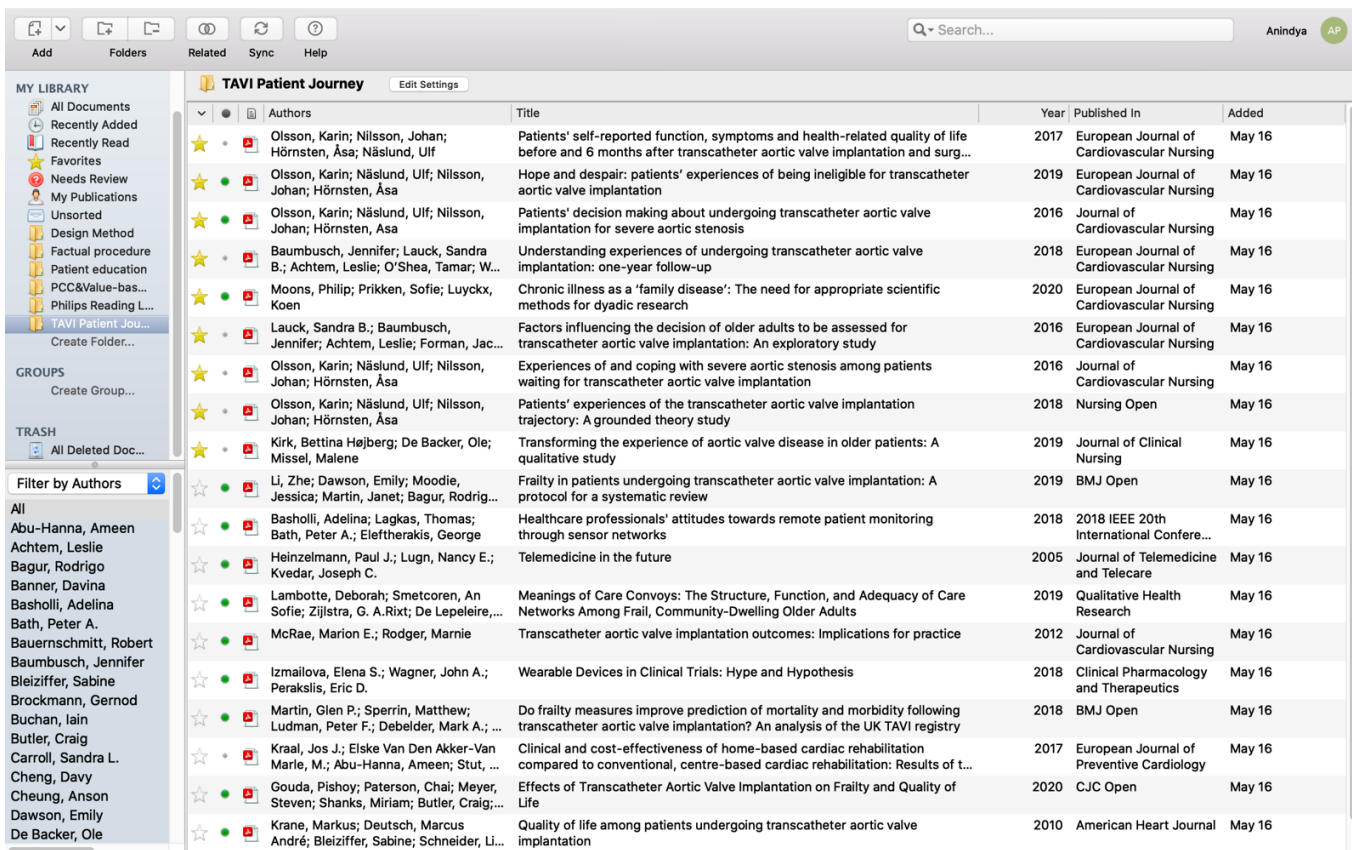 Search...
Anindya
AP
Add
Folders
Related
Sync
Help
MY LIBRARY
All Documents
Recently Added
Recently Read
Favorites
Needs Review
My Publications
Unsorted
Design Method
Factual procedure
Patient education
PCC&Value-bas...
Philips Reading L...
TAVI Patient Jou...
Create Folder...
GROUPS
Create Group...
TRASH
All Deleted Doc...
Filter by Authors
All
Abu-Hanna, Ameen
Achtem, Leslie
Bagur, Rodrigo
Banner, Davina
Basholli, Adelina
Bath, Peter A.
Bauernschmitt, Robert
Baumbusch, Jennifer
Bleiziffer, Sabine
Brockmann, Gernod
Buchan, Iain
Butler, Craig
Carroll, Sandra L.
Cheng, Davy
Cheung, Anson
Dawson, Emily
De Backer, Ole
TAVI Patient Journey
Edit Settings
Authors Title Year Published In Added
Olsson, Karin; Nilsson, Johan; Patients' self-reported function, symptoms and health-related quality of life 2017 European Journal of May 16
Hörnsten, Åsa; Näslund, Ulf before and 6 months after transcatheter aortic valve implantation and surg... Cardiovascular Nursing
Olsson, Karin; Näslund, Ulf; Nilsson, Hope and despair: patients’ experiences of being ineligible for transcatheter 2019 European Journal of May 16
Johan; Hörnsten, Åsa aortic valve implantation Cardiovascular Nursing
Olsson, Karin; Näslund, Ulf; Nilsson, Patients' decision making about undergoing transcatheter aortic valve 2016 Journal of May 16
Johan; Hörnsten, Asa implantation for severe aortic stenosis Cardiovascular Nursing
Baumbusch, Jennifer; Lauck, Sandra Understanding experiences of undergoing transcatheter aortic valve 2018 European Journal of May 16
B.; Achtem, Leslie; O’Shea, Tamar; W... implantation: one-year follow-up Cardiovascular Nursing
Moons, Philip; Prikken, Sofie; Luyckx, Chronic illness as a ‘family disease’: The need for appropriate scientific 2020 European Journal of May 16
Koen methods for dyadic research Cardiovascular Nursing
Lauck, Sandra B.; Baumbusch, Factors influencing the decision of older adults to be assessed for 2016 European Journal of May 16
Jennifer; Achtem, Leslie; Forman, Jac... transcatheter aortic valve implantation: An exploratory study Cardiovascular Nursing
Olsson, Karin; Näslund, Ulf; Nilsson, Experiences of and coping with severe aortic stenosis among patients 2016 Journal of May 16
Johan; Hörnsten, Åsa waiting for transcatheter aortic valve implantation Cardiovascular Nursing
Olsson, Karin; Näslund, Ulf; Nilsson, Patients’ experiences of the transcatheter aortic valve implantation 2018 Nursing Open May 16
Johan; Hörnsten, Åsa trajectory: A grounded theory study
Kirk, Bettina Højberg; De Backer, Ole; Transforming the experience of aortic valve disease in older patients: A 2019 Journal of Clinical May 16
Missel, Malene qualitative study Nursing
Li, Zhe; Dawson, Emily; Moodie, Frailty in patients undergoing transcatheter aortic valve implantation: A 2019 BMJ Open May 16
Jessica; Martin, Janet; Bagur, Rodrig... protocol for a systematic review
Basholli, Adelina; Lagkas, Thomas; Healthcare professionals' attitudes towards remote patient monitoring 2018 2018 IEEE 20th May 16
Bath, Peter A.; Eleftherakis, George through sensor networks International Confere...
Heinzelmann, Paul J.; Lugn, Nancy E.; Telemedicine in the future 2005 Journal of Telemedicine May 16
Kvedar, Joseph C. and Telecare
Lambotte, Deborah; Smetcoren, An Meanings of Care Convoys: The Structure, Function, and Adequacy of Care 2019 Qualitative Health May 16
Sofie; Zijlstra, G. A.Rixt; De Lepeleire,... Networks Among Frail, Community-Dwelling Older Adults Research
McRae, Marion E.; Rodger, Marnie Transcatheter aortic valve implantation outcomes: Implications for practice 2012 Journal of May 16
Cardiovascular Nursing
Izmailova, Elena S.; Wagner, John A.; Wearable Devices in Clinical Trials: Hype and Hypothesis 2018 Clinical Pharmacology May 16
Perakslis, Eric D. and Therapeutics
Martin, Glen P.; Sperrin, Matthew; Do frailty measures improve prediction of mortality and morbidity following 2018 BMJ Open May 16
Ludman, Peter F.; Debelder, Mark A.; ... transcatheter aortic valve implantation? An analysis of the UK TAVI registry
Kraal, Jos J.; Elske Van Den Akker-Van Clinical and cost-effectiveness of home-based cardiac rehabilitation 2017 European Journal of May 16
Marle, M.; Abu-Hanna, Ameen; Stut, ... compared to conventional, centre-based cardiac rehabilitation: Results of t... Preventive Cardiology
Gouda, Pishoy; Paterson, Chai; Meyer, Effects of Transcatheter Aortic Valve Implantation on Frailty and Quality of 2020 CJC Open May 16
Steven; Shanks, Miriam; Butler, Craig;... Life
Krane, Markus; Deutsch, Marcus Quality of life among patients undergoing transcatheter aortic valve 2010 American Heart Journal May 16
André; Bleiziffer, Sabine; Schneider, Li... implantation